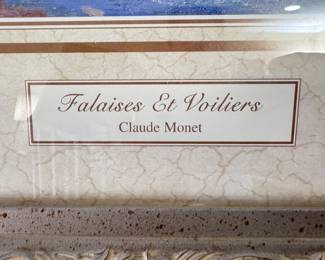 Falaises Et Voiliers
Claude Monet